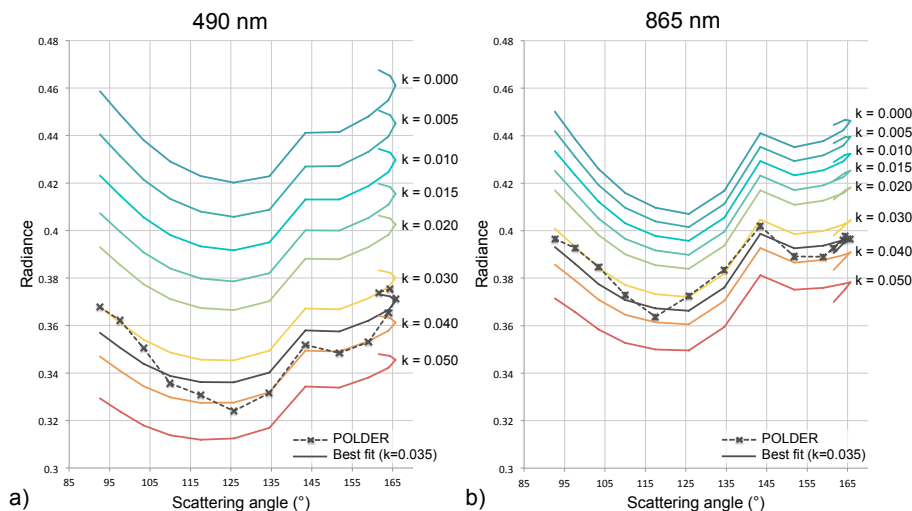 490 nm
865 nm
Radiance
0.48
0.46
0.44
0.42
0.4
0.38
0.36
0.34
0.32
0.3
k = 0.000
k = 0.005
k = 0.010
k = 0.015
k = 0.020
k = 0.030
k = 0.040
k = 0.050
POLDER
Best fit (k=0.035)
85
95
105
115
125
135
145
155
165
Scattering angle (°)
a)
Radiance
0.48
0.46
0.44
0.42
0.4
0.38
0.36
0.34
0.32
0.3
k = 0.000
k = 0.005
k = 0.010
k = 0.015
k = 0.020
k = 0.030
k = 0.040
k = 0.050
POLDER
Best fit (k=0.035)
85
95
105
115
125
135
145
155
165
Scattering angle (°)
b)